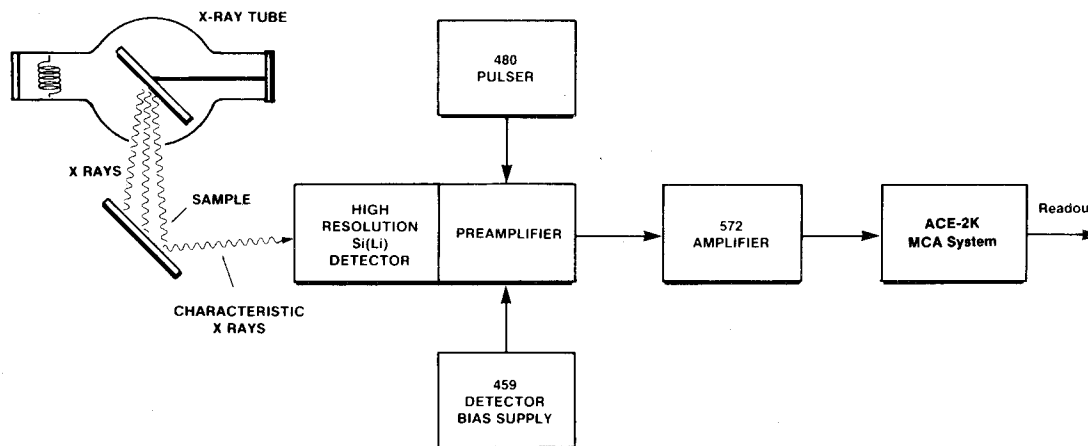 X-RAY TUBE
480
PULSER
X RAYS
SAMPLE
HIGH
RESOLUTION
Si(Li)
DETECTOR
PREAMPLIFIER
572
AMPLIFIER
ACE-2K
MCA System
Readout
CHARACTERISTIC
X RAYS
459
DETECTOR
BIAS SUPPLY